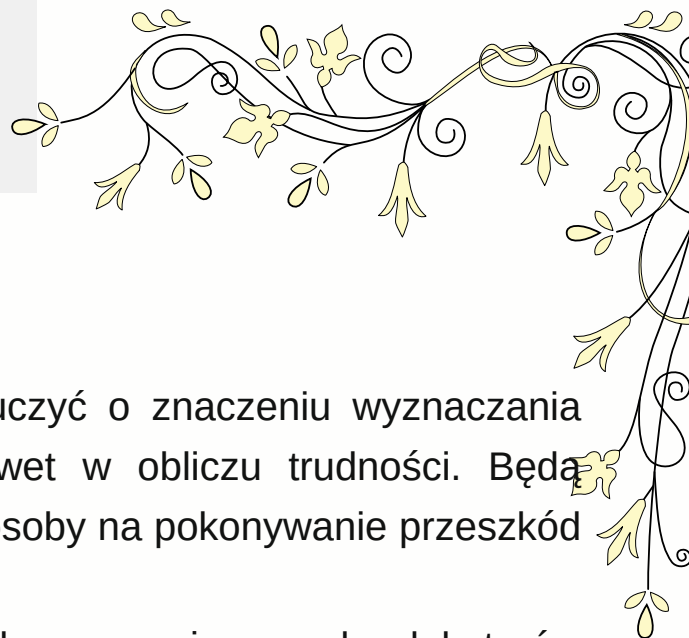 uczyć o znaczeniu wyznaczania
wet w obliczu trudności. Będą
soby na pokonywanie przeszkód